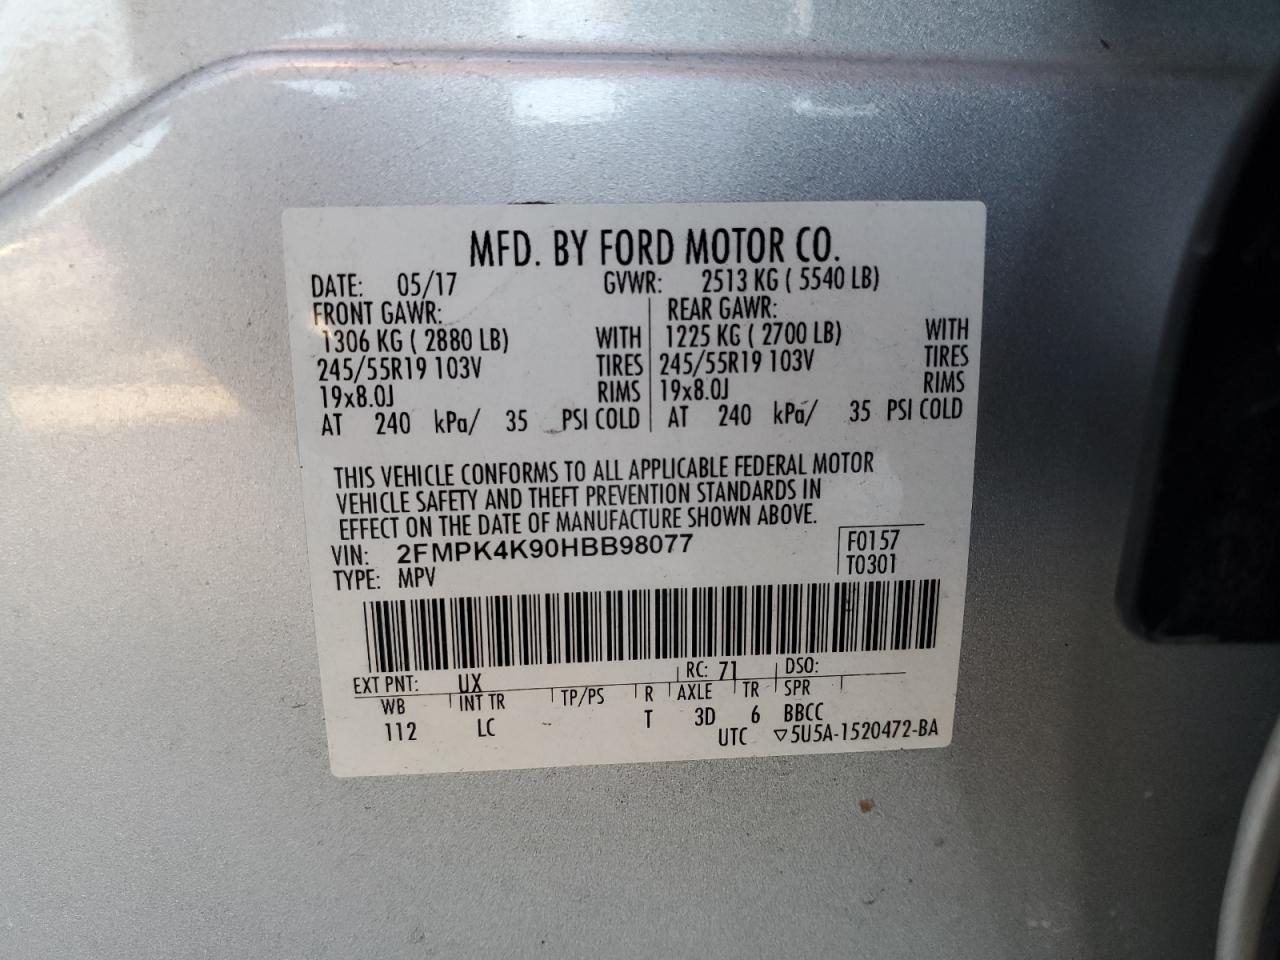 MFD. BY FORD MOTOR CO.
DATE: 05/17 GVWR: 2513 KG ( 5540 LB)
FRONT GAWR: REAR GAWR:
1306 KG ( 2880 LB) WITH 1225 KG ( 2700 LB) WITH
245/55R19 103V TIRES 245/55R19 103V TIRES
19x8.0J RIMS 19x8.0J RIMS
AT 240 kPa/ 35 PSI COLD AT 240 kPa/ 35 PSI COLD
THIS VEHICLE CONFORMS TO ALL APPLICABLE FEDERAL MOTOR
VEHICLE SAFETY AND THEFT PREVENTION STANDARDS IN
EFFECT ON THE DATE OF MANUFACTURE SHOWN ABOVE.
VIN: 2FMPK4K90HBB98077 F0157
TYPE: MPV T0301
EXT PNT: UX RC: 71 DSO:
WB INT TR TP/PS R AXLE TR SPR
112 LC T 3D 6 BBCC
UTC ▽5U5A-1520472-BA